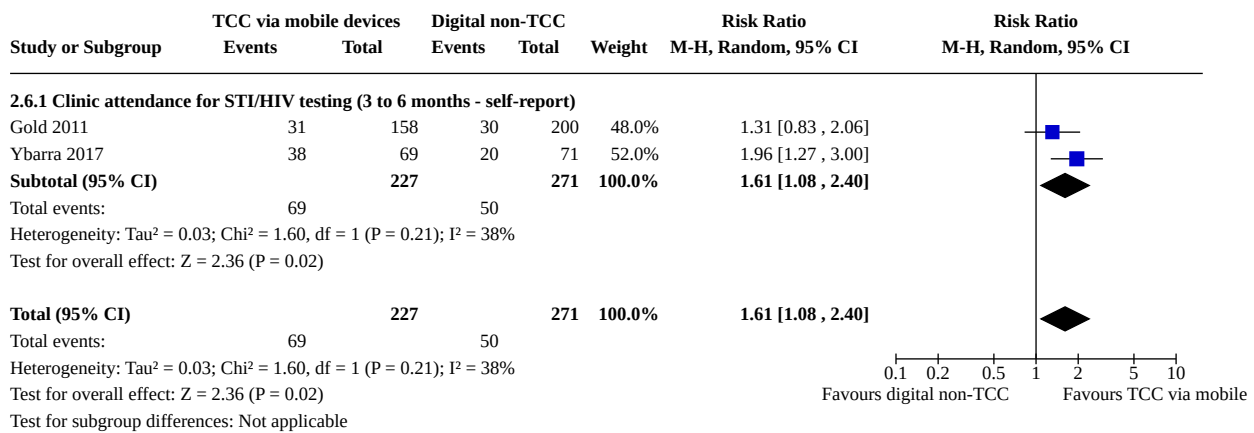 TCC via mobile devices Digital non-TCC Risk Ratio Risk Ratio
Study or Subgroup Events Total Events Total Weight M-H, Random, 95% CI M-H, Random, 95% CI
2.6.1 Clinic attendance for STI/HIV testing (3 to 6 months - self-report)
Gold 2011 31 158 30 200 48.0% 1.31 [0.83 , 2.06]
Ybarra 2017 38 69 20 71 52.0% 1.96 [1.27 , 3.00]
Subtotal (95% CI) 227 271 100.0% 1.61 [1.08 , 2.40]
Total events: 69 50
Heterogeneity: Tau² = 0.03; Chi² = 1.60, df = 1 (P = 0.21); I² = 38%
Test for overall effect: Z = 2.36 (P = 0.02)
Total (95% CI) 227 271 100.0% 1.61 [1.08 , 2.40]
Total events: 69 50
Heterogeneity: Tau² = 0.03; Chi² = 1.60, df = 1 (P = 0.21); I² = 38%
0.1 0.2 0.5 1 2 5 10
Test for overall effect: Z = 2.36 (P = 0.02) Favours digital non-TCC Favours TCC via mobile
Test for subgroup differences: Not applicable